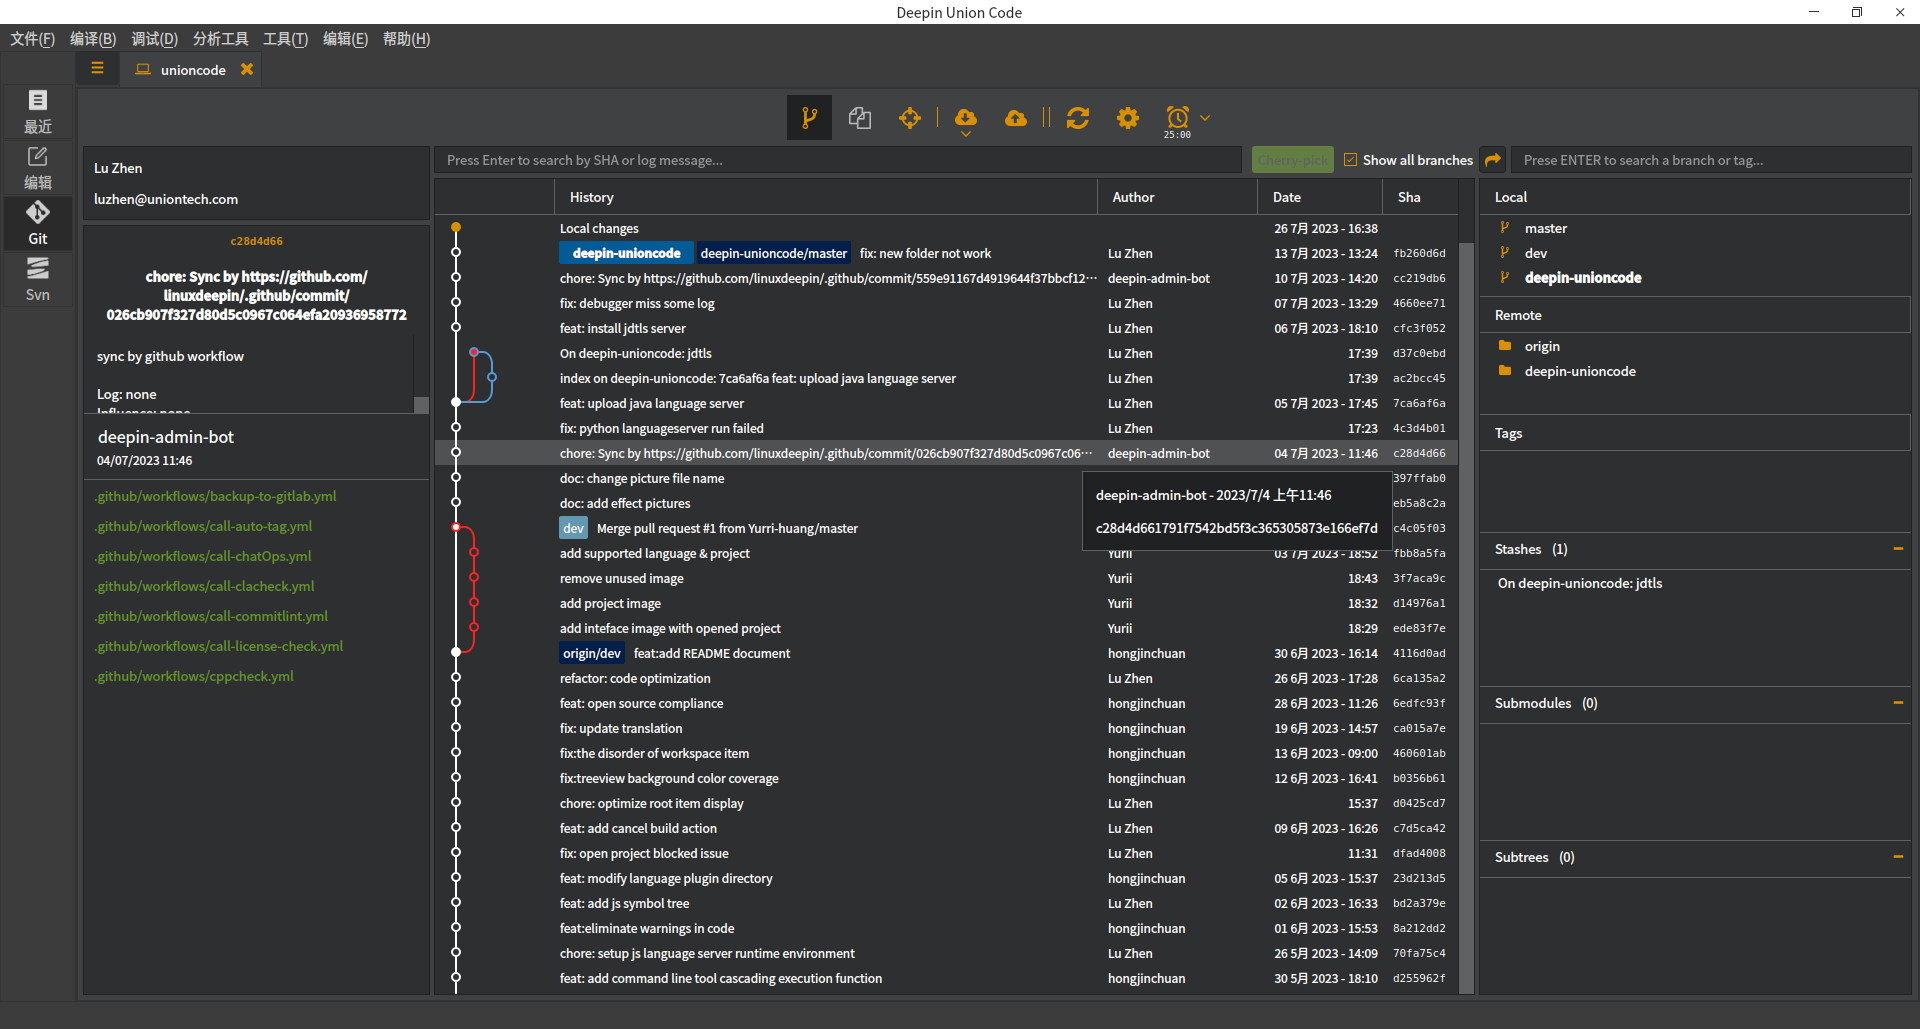 Deepin Union Code
文件(F) 编译(B) 调试(D) 分析工具 工具(T) 编辑(E) 帮助(H)
unioncode
最近
编辑
Git
Svn
25:00
Lu Zhen
luzhen@uniontech.com
c28d4d66
chore: Sync by https://github.com/
linuxdeepin/.github/commit/
026cb907f327d80d5c0967c064efa20936958772
sync by github workflow
Log: none
Influence: none
deepin-admin-bot
04/07/2023 11:46
.github/workflows/backup-to-gitlab.yml
.github/workflows/call-auto-tag.yml
.github/workflows/call-chatOps.yml
.github/workflows/call-clacheck.yml
.github/workflows/call-commitlint.yml
.github/workflows/call-license-check.yml
.github/workflows/cppcheck.yml
Press Enter to search by SHA or log message...
Cherry-pick
Show all branches
Prese ENTER to search a branch or tag...
History Author Date Sha
Local changes 26 7月 2023 - 16:38
deepin-unioncode deepin-unioncode/master fix: new folder not work Lu Zhen 13 7月 2023 - 13:24 fb260d6d
chore: Sync by https://github.com/linuxdeepin/.github/commit/559e91167d4919644f37bbcf12··· deepin-admin-bot 10 7月 2023 - 14:20 cc219db6
fix: debugger miss some log Lu Zhen 07 7月 2023 - 13:29 4660ee71
feat: install jdtls server Lu Zhen 06 7月 2023 - 18:10 cfc3f052
On deepin-unioncode: jdtls Lu Zhen 17:39 d37c0ebd
index on deepin-unioncode: 7ca6af6a feat: upload java language server Lu Zhen 17:39 ac2bcc45
feat: upload java language server Lu Zhen 05 7月 2023 - 17:45 7ca6af6a
fix: python languageserver run failed Lu Zhen 17:23 4c3d4b01
chore: Sync by https://github.com/linuxdeepin/.github/commit/026cb907f327d80d5c0967c06··· deepin-admin-bot 04 7月 2023 - 11:46 c28d4d66
doc: change picture file name 397ffab0
doc: add effect pictures eb5a8c2a
dev Merge pull request #1 from Yurri-huang/master c4c05f03
deepin-admin-bot - 2023/7/4 上午11:46
c28d4d661791f7542bd5f3c365305873e166ef7d
add supported language & project Yurii 03 7月 2023 - 18:52 fbb8a5fa
remove unused image Yurii 18:43 3f7aca9c
add project image Yurii 18:32 d14976a1
add inteface image with opened project Yurii 18:29 ede83f7e
origin/dev feat:add README document hongjinchuan 30 6月 2023 - 16:14 4116d0ad
refactor: code optimization Lu Zhen 26 6月 2023 - 17:28 6ca135a2
feat: open source compliance hongjinchuan 28 6月 2023 - 11:26 6edfc93f
fix: update translation hongjinchuan 19 6月 2023 - 14:57 ca015a7e
fix:the disorder of workspace item hongjinchuan 13 6月 2023 - 09:00 460601ab
fix:treeview background color coverage hongjinchuan 12 6月 2023 - 16:41 b0356b61
chore: optimize root item display Lu Zhen 15:37 d0425cd7
feat: add cancel build action Lu Zhen 09 6月 2023 - 16:26 c7d5ca42
fix: open project blocked issue Lu Zhen 11:31 dfad4008
feat: modify language plugin directory hongjinchuan 05 6月 2023 - 15:37 23d213d5
feat: add js symbol tree Lu Zhen 02 6月 2023 - 16:33 bd2a379e
feat:eliminate warnings in code hongjinchuan 01 6月 2023 - 15:53 8a212dd2
chore: setup js language server runtime environment Lu Zhen 26 5月 2023 - 14:09 70fa75c4
feat: add command line tool cascading execution function hongjinchuan 30 5月 2023 - 18:10 d255962f
Local
master
dev
deepin-unioncode
Remote
origin
deepin-unioncode
Tags
Stashes (1)
On deepin-unioncode: jdtls
Submodules (0)
Subtrees (0)